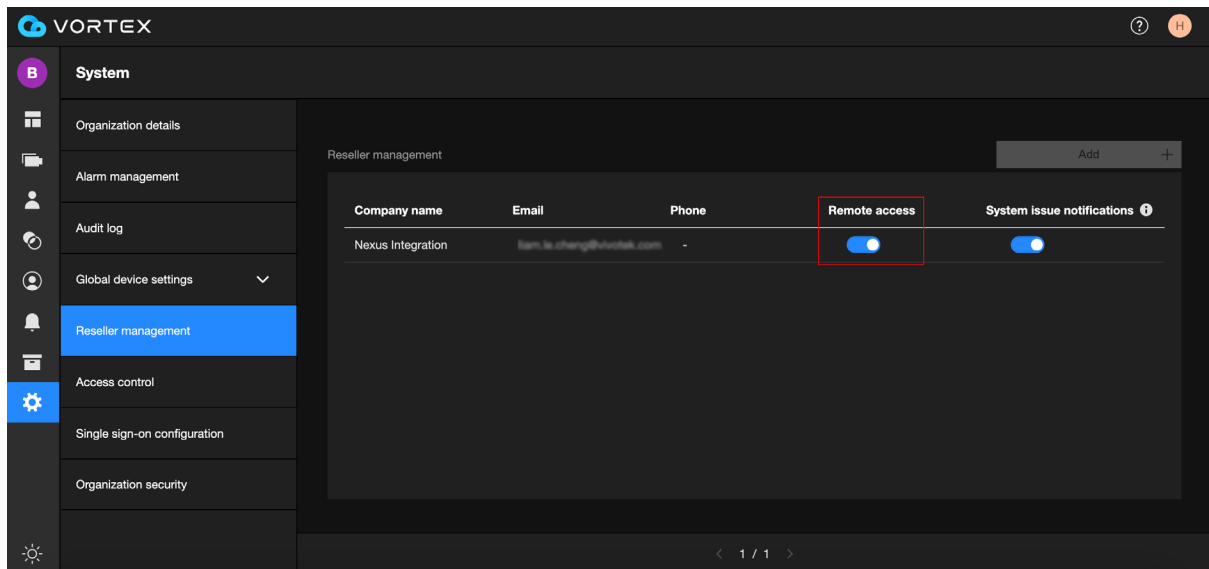 VORTEX
H
B
System
Organization details
Alarm management
Audit log
Global device settings
Reseller management
Access control
Single sign-on configuration
Organization security
Reseller management
Add
Company name Email Phone Remote access System issue notifications
Nexus Integration -
1 / 1